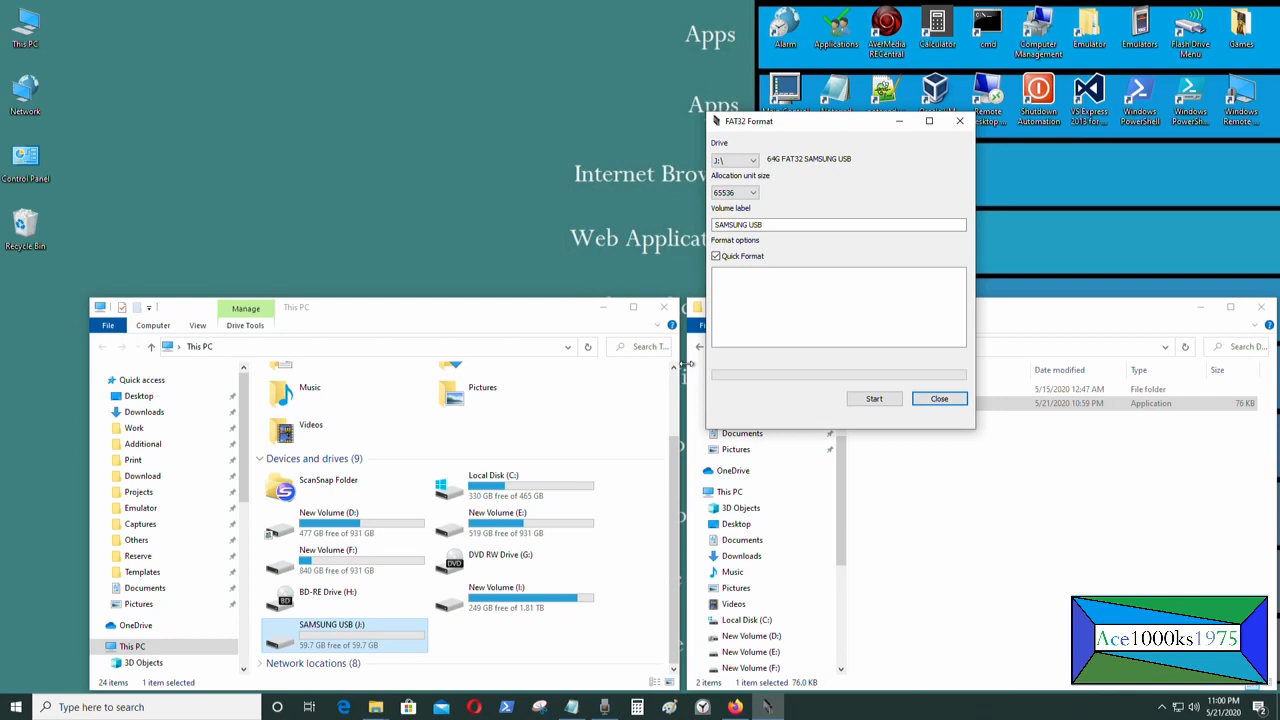 This PC
Network
Control Panel
Recycle Bin
Apps
Apps
Internet Brow
Web Applicat
Alarm
Applications
AverMedia RECentral
Calculator
cmd
Computer Management
Emulator
Emulators
Flash Drive Menu
Games
Remote Desktop ...
Shutdown Automation
VS Express 2013 for ...
Windows PowerShell
Windows PowerSh...
Windows Remote ...
FAT32 Format
Drive
J:\ 64G FAT32 SAMSUNG USB
Allocation unit size
65536
Volume label
SAMSUNG USB
Format options
Quick Format
Start Close
Manage This PC
File Computer View Drive Tools
This PC Search T...
Quick access
Desktop
Downloads
Work
Additional
Print
Download
Projects
Emulator
Captures
Others
Reserve
Templates
Documents
Pictures
OneDrive
This PC
3D Objects
Music Pictures
Videos
Devices and drives (9)
ScanSnap Folder
Local Disk (C:)
330 GB free of 465 GB
New Volume (D:)
477 GB free of 931 GB
New Volume (E:)
519 GB free of 931 GB
New Volume (F:)
840 GB free of 931 GB
DVD RW Drive (G:)
DVD
BD-RE Drive (H:)
BD
New Volume (I:)
249 GB free of 1.81 TB
SAMSUNG USB (J:)
59.7 GB free of 59.7 GB
Network locations (8)
24 items 1 item selected
Search D...
Date modified Type Size
5/15/2020 12:47 AM File folder
5/21/2020 10:59 PM Application 76 KB
Documents
Pictures
OneDrive
This PC
3D Objects
Desktop
Documents
Downloads
Music
Pictures
Videos
Local Disk (C:)
New Volume (D:)
New Volume (E:)
New Volume (F:)
2 items 1 item selected 76.0 KB
Ace1000ks1975
Type here to search
11:00 PM
5/21/2020
2